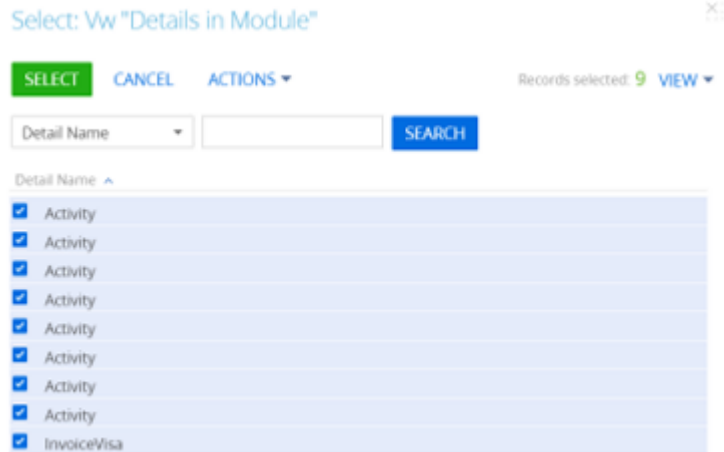 Select: Vw "Details in Module"
SELECT CANCEL ACTIONS Records selected: 9 VIEW
Detail Name SEARCH
Detail Name
Activity
Activity
Activity
Activity
Activity
Activity
Activity
Activity
InvoiceVisa